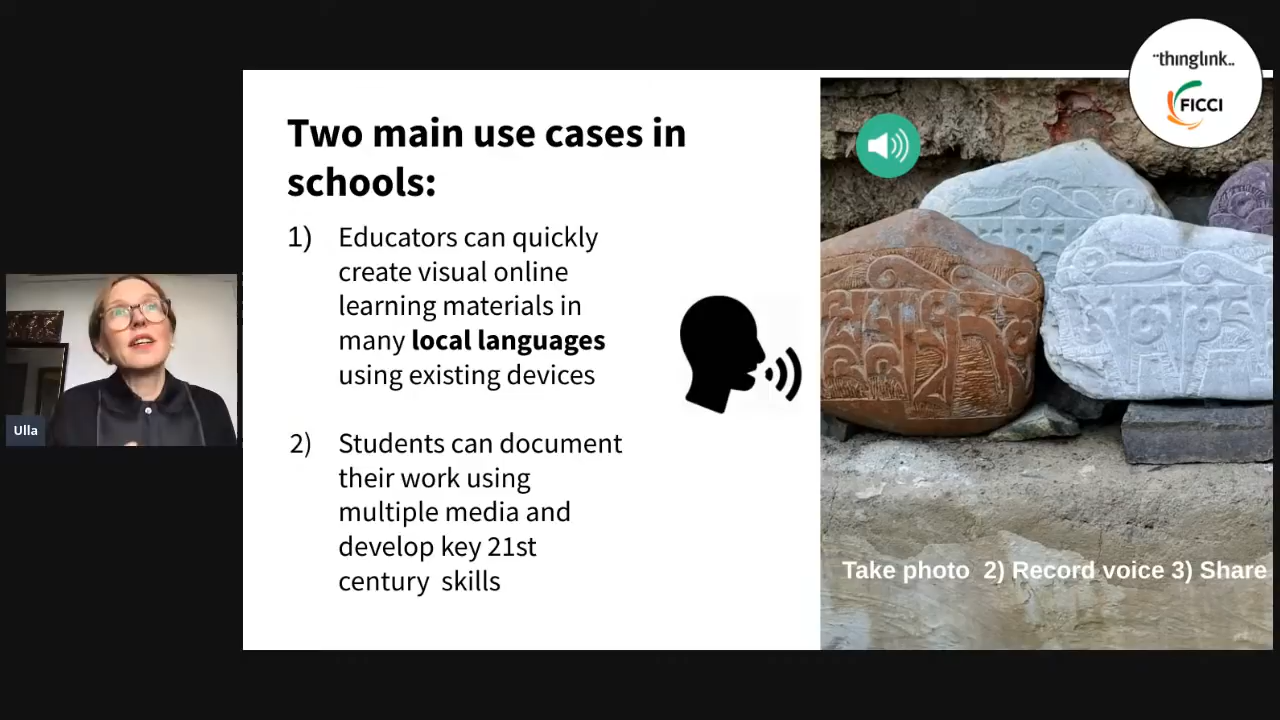 ¨thinglink..
FICCI
Two main use cases in
schools:
1) Educators can quickly
create visual online
learning materials in
many local languages
using existing devices
2) Students can document
their work using
multiple media and
develop key 21st
century skills
Take photo 2) Record voice 3) Share
Ulla